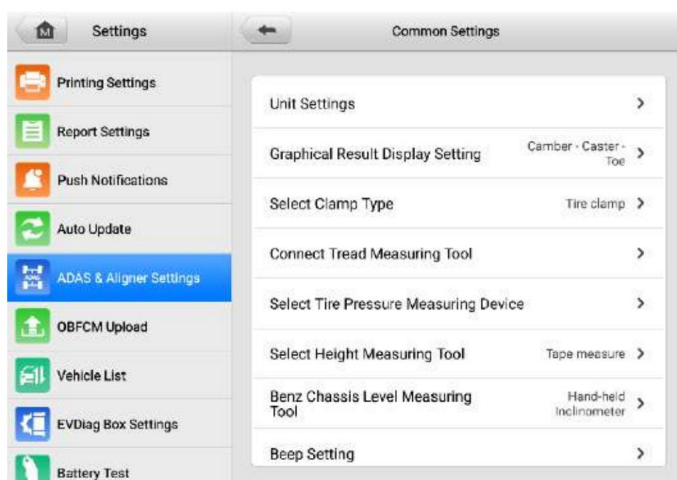 Settings
Common Settings
Printing Settings
Report Settings
Push Notifications
Auto Update
ADAS & Aligner Settings
OBFCM Upload
Vehicle List
EVDiag Box Settings
Battery Test
Unit Settings
Graphical Result Display Setting
Camber - Caster -
Toe
Select Clamp Type
Tire clamp
Connect Tread Measuring Tool
Select Tire Pressure Measuring Device
Select Height Measuring Tool
Tape measure
Benz Chassis Level Measuring
Tool
Hand-held
Inclinometer
Beep Setting